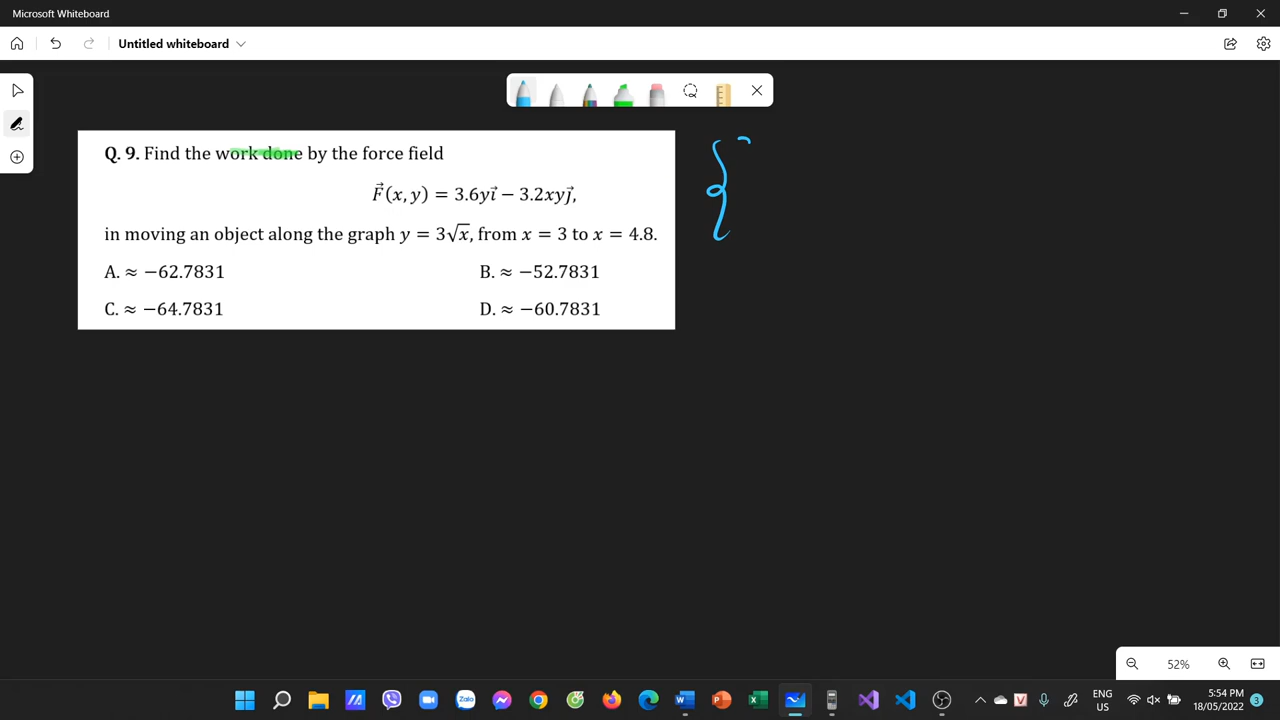 Microsoft Whiteboard
Untitled whiteboard
Q. 9. Find the work done by the force field
F⃗(x, y) = 3.6yi⃗ − 3.2xyj⃗,
in moving an object along the graph y = 3√x, from x = 3 to x = 4.8.
A. ≈ −62.7831 B. ≈ −52.7831
C. ≈ −64.7831 D. ≈ −60.7831
52%
Zalo
ENG
US
5:54 PM
18/05/2022
3